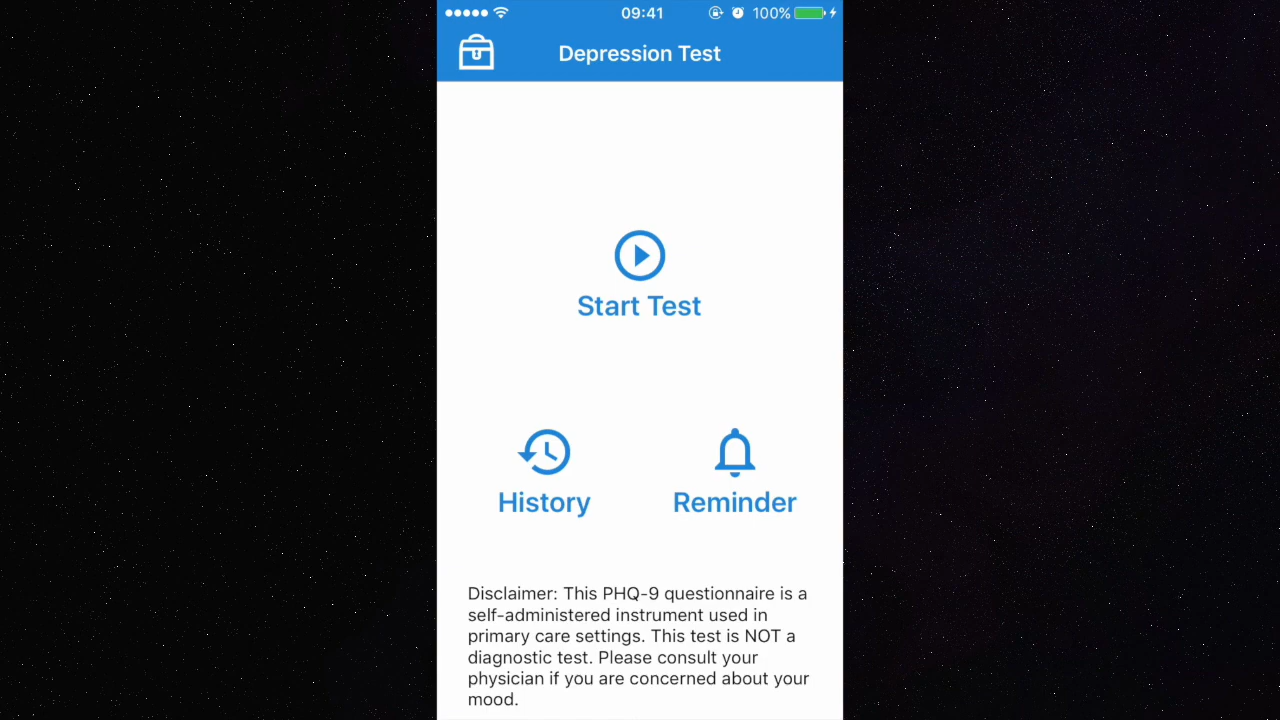 09:41
100%
Depression Test
Start Test
History
Reminder
Disclaimer: This PHQ-9 questionnaire is a
self-administered instrument used in
primary care settings. This test is NOT a
diagnostic test. Please consult your
physician if you are concerned about your
mood.